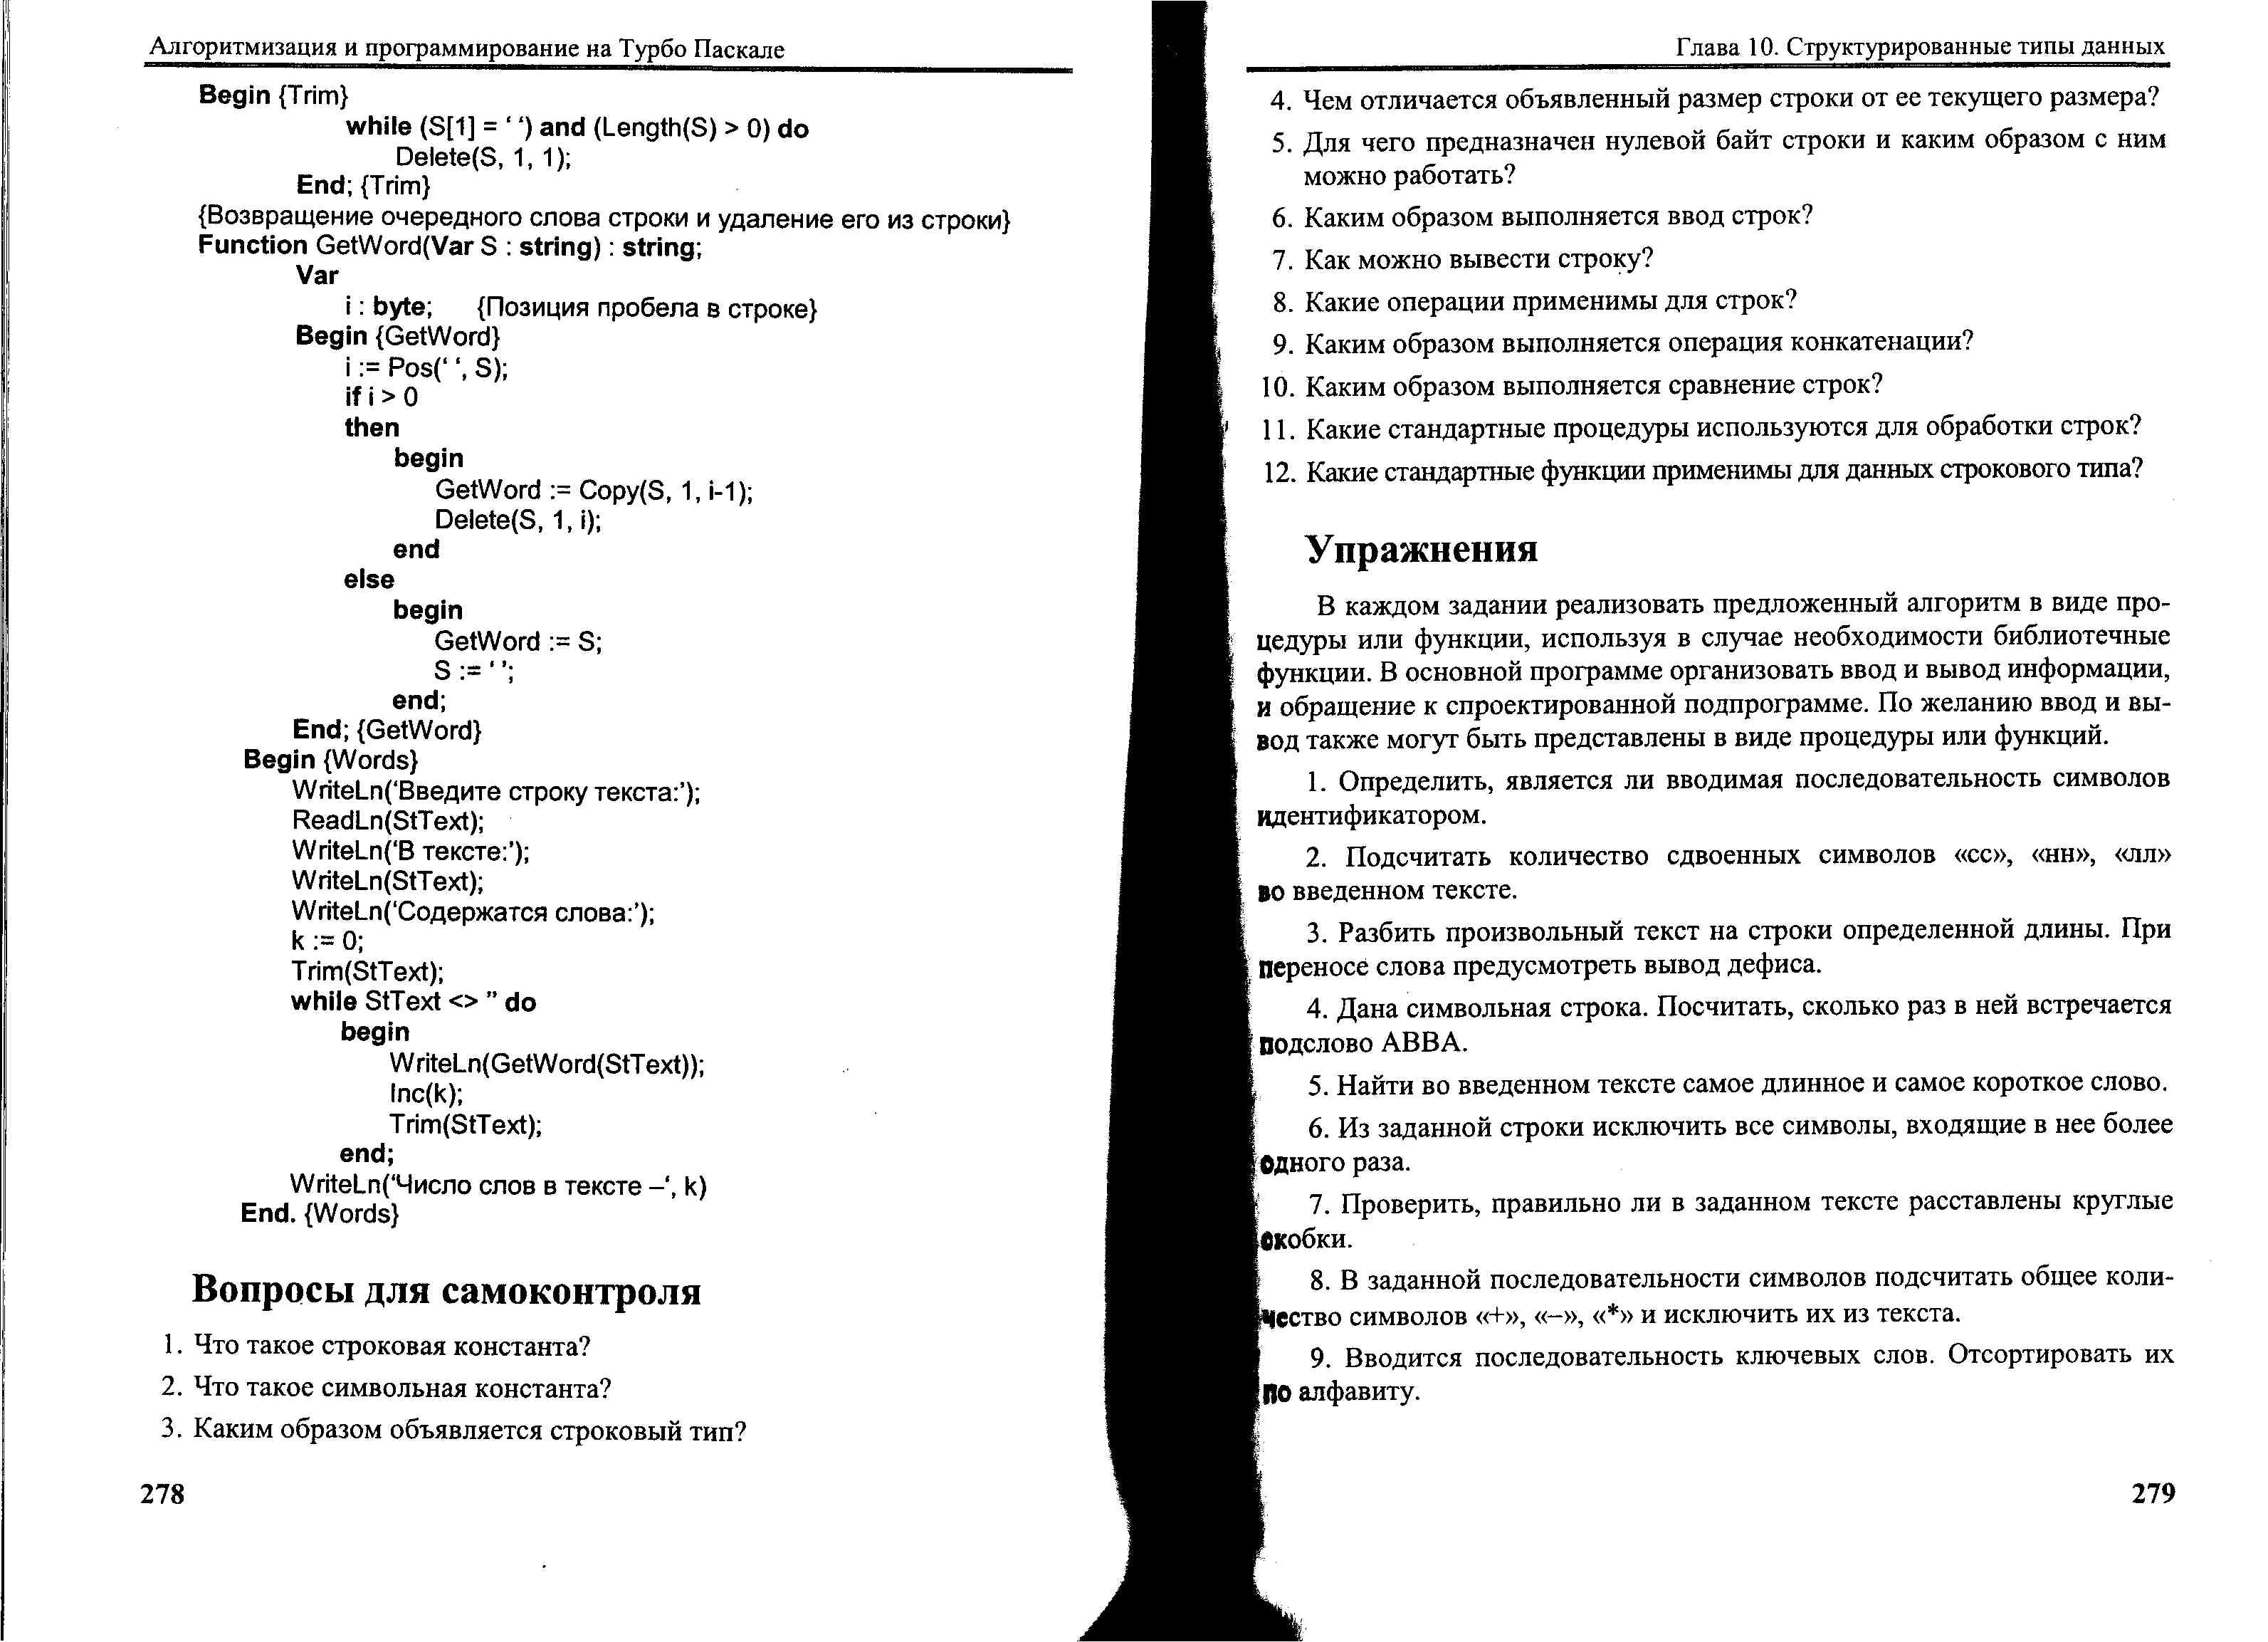 Алгоритмизация и программирование на Турбо Паскале
Begin {Trim}
while (S[1] = ‘ ‘) and (Length(S) > 0) do
Delete(S, 1, 1);
End; {Trim}
{Возвращение очередного слова строки и удаление его из строки}
Function GetWord(Var S : string) : string;
Var
i : byte; {Позиция пробела в строке}
Begin {GetWord}
i := Pos(‘ ‘, S);
if i > 0
then
begin
GetWord := Copy(S, 1, i-1);
Delete(S, 1, i);
end
else
begin
GetWord := S;
S := ‘ ’;
end;
End; {GetWord}
Begin {Words}
WriteLn(‘Введите строку текста:’);
ReadLn(StText);
WriteLn(‘В тексте:’);
WriteLn(StText);
WriteLn(‘Содержатся слова:’);
k := 0;
Trim(StText);
while StText <> ” do
begin
WriteLn(GetWord(StText));
Inc(k);
Trim(StText);
end;
WriteLn(‘Число слов в тексте –‘, k)
End. {Words}
Вопросы для самоконтроля
1. Что такое строковая константа?
2. Что такое символьная константа?
3. Каким образом объявляется строковый тип?
278
Глава 10. Структурированные типы данных
4. Чем отличается объявленный размер строки от ее текущего размера?
5. Для чего предназначен нулевой байт строки и каким образом с ним
можно работать?
6. Каким образом выполняется ввод строк?
7. Как можно вывести строку?
8. Какие операции применимы для строк?
9. Каким образом выполняется операция конкатенации?
10. Каким образом выполняется сравнение строк?
11. Какие стандартные процедуры используются для обработки строк?
12. Какие стандартные функции применимы для данных строкового типа?
Упражнения
В каждом задании реализовать предложенный алгоритм в виде про-
цедуры или функции, используя в случае необходимости библиотечные
функции. В основной программе организовать ввод и вывод информации,
и обращение к спроектированной подпрограмме. По желанию ввод и вы-
вод также могут быть представлены в виде процедуры или функций.
1. Определить, является ли вводимая последовательность символов
идентификатором.
2. Подсчитать количество сдвоенных символов «сс», «нн», «лл»
во введенном тексте.
3. Разбить произвольный текст на строки определенной длины. При
переносе слова предусмотреть вывод дефиса.
4. Дана символьная строка. Посчитать, сколько раз в ней встречается
подслово АВВА.
5. Найти во введенном тексте самое длинное и самое короткое слово.
6. Из заданной строки исключить все символы, входящие в нее более
одного раза.
7. Проверить, правильно ли в заданном тексте расставлены круглые
скобки.
8. В заданной последовательности символов подсчитать общее коли-
чество символов «+», «–», «*» и исключить их из текста.
9. Вводится последовательность ключевых слов. Отсортировать их
по алфавиту.
279